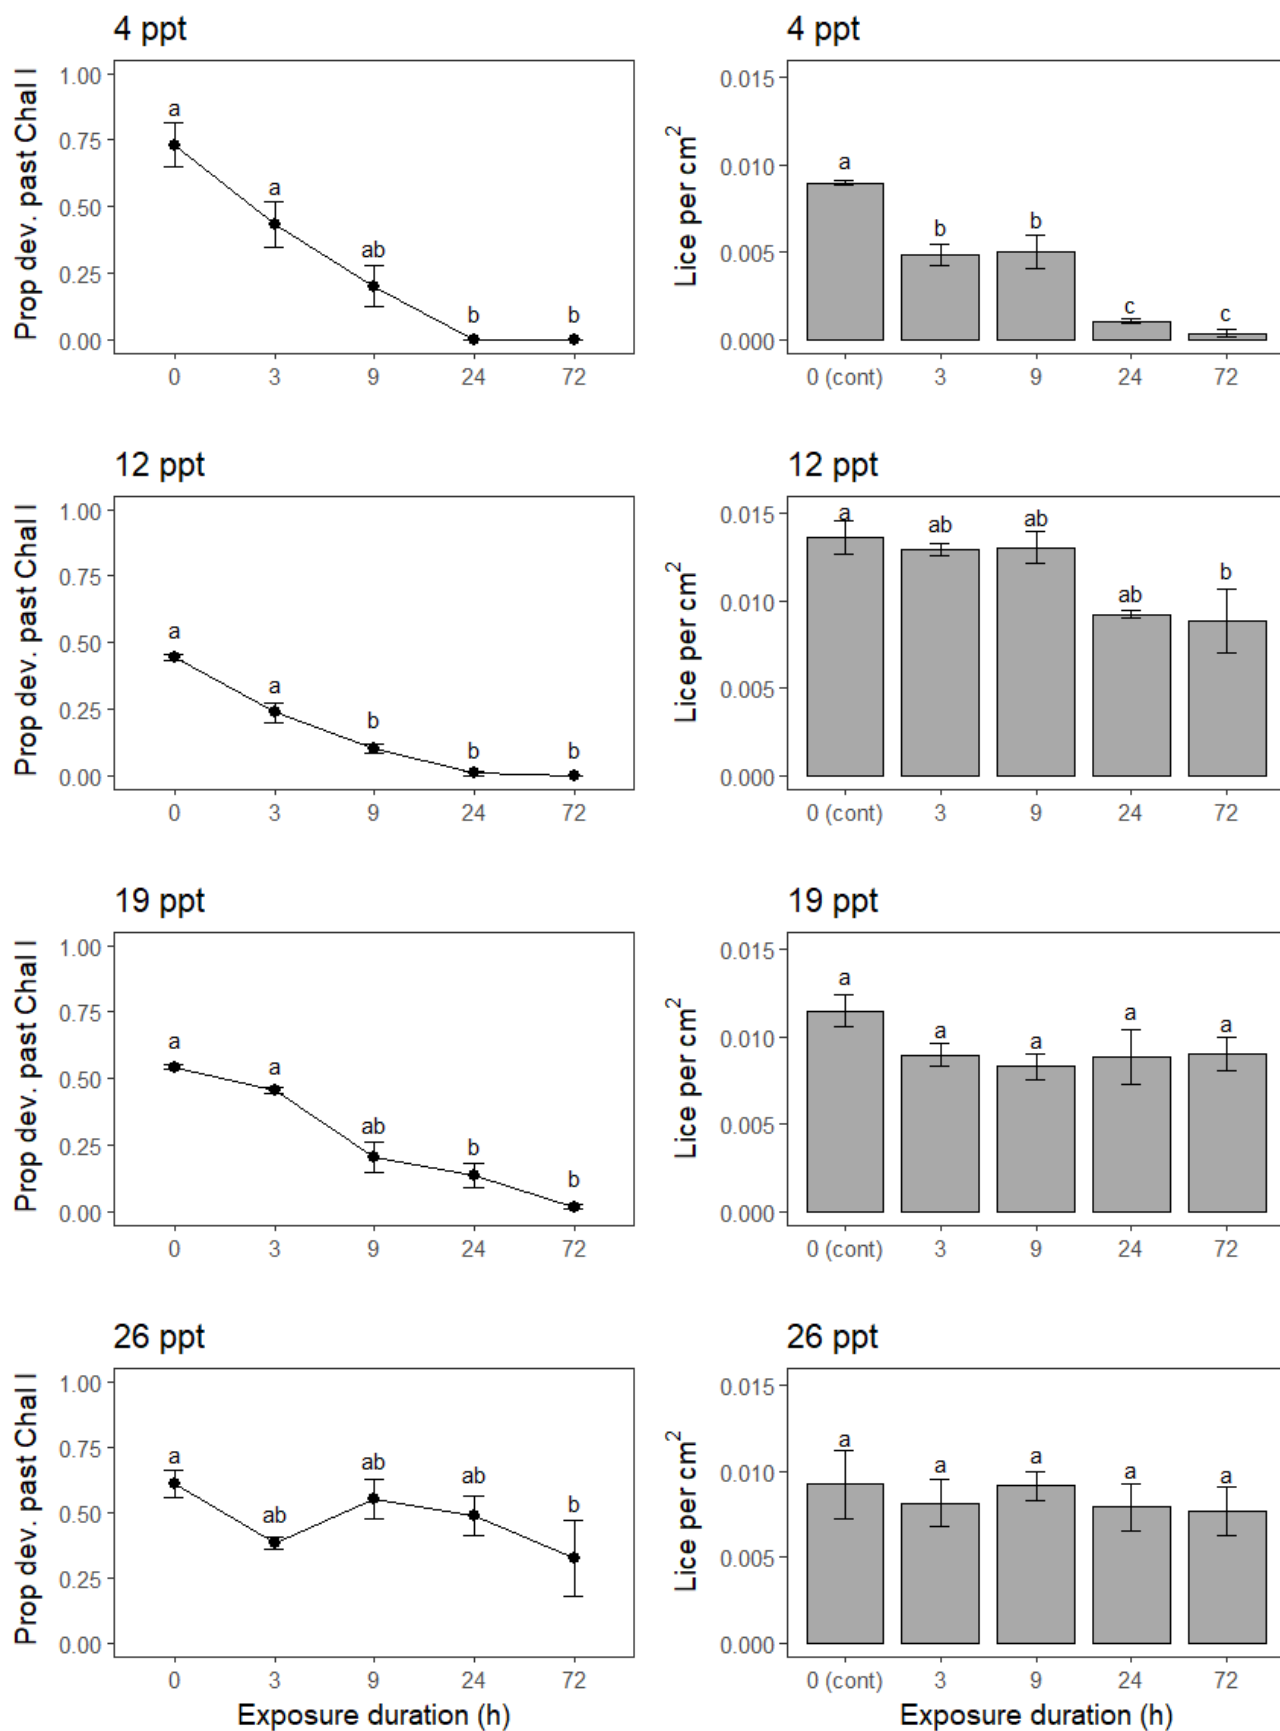 4 ppt
Prop dev. past Chal I
1.00
0.75
0.50
0.25
0.00
a
a
ab
b
b
0 3 9 24 72
4 ppt
Lice per cm²
0.015
0.010
0.005
0.000
a
b
b
c
c
0 (cont) 3 9 24 72
12 ppt
Prop dev. past Chal I
1.00
0.75
0.50
0.25
0.00
a
a
b
b
b
0 3 9 24 72
12 ppt
Lice per cm²
0.015
0.010
0.005
0.000
a
ab
ab
ab
b
0 (cont) 3 9 24 72
19 ppt
Prop dev. past Chal I
1.00
0.75
0.50
0.25
0.00
a
a
ab
b
b
0 3 9 24 72
19 ppt
Lice per cm²
0.015
0.010
0.005
0.000
a
a
a
a
a
0 (cont) 3 9 24 72
26 ppt
Prop dev. past Chal I
1.00
0.75
0.50
0.25
0.00
a
ab
ab
ab
b
0 3 9 24 72
Exposure duration (h)
26 ppt
Lice per cm²
0.015
0.010
0.005
0.000
a
a
a
a
a
0 (cont) 3 9 24 72
Exposure duration (h)